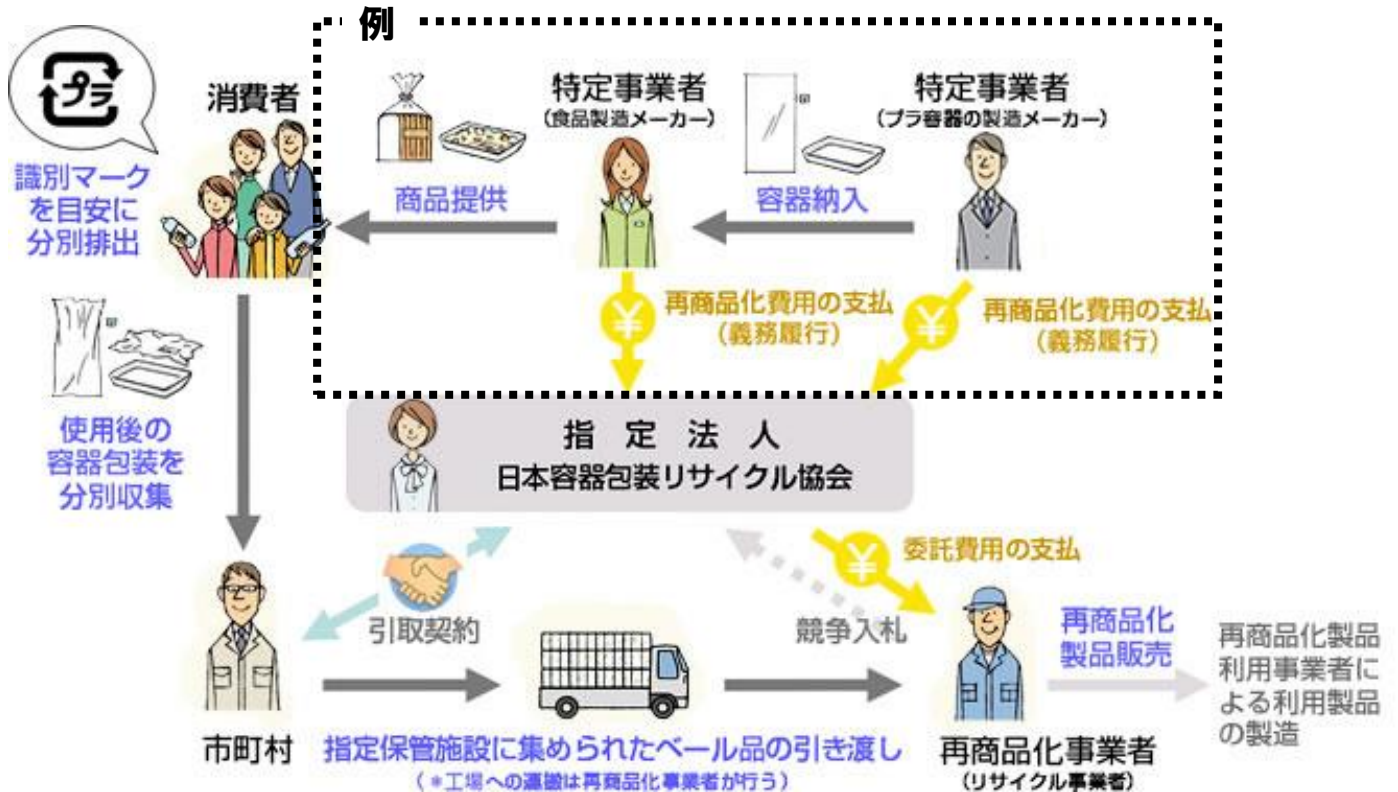 例
プラ
消費者
識別マーク
を目安に
分別排出
特定事業者
(食品製造メーカー)
特定事業者
(プラ容器の製造メーカー)
商品提供
容器納入
¥
再商品化費用の支払
(義務履行)
¥
再商品化費用の支払
(義務履行)
使用後の
容器包装を
分別収集
指定法人
日本容器包装リサイクル協会
引取契約
¥
委託費用の支払
競争入札
再商品化
製品販売
再商品化製品
利用事業者に
よる利用製品
の製造
市町村
指定保管施設に集められたベール品の引き渡し
(*工場への運搬は再商品化事業者が行う)
再商品化事業者
(リサイクル事業者)